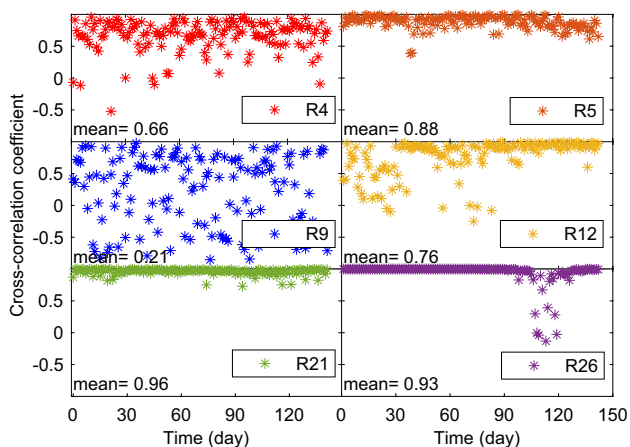 Cross-correlation coefficient
0.5
0
-0.5
R4
mean= 0.66
R5
mean= 0.88
0.5
0
-0.5
R9
mean= 0.21
R12
mean= 0.76
0.5
0
-0.5
R21
mean= 0.96
R26
mean= 0.93
0 30 60 90 120
0 30 60 90 120 150
Time (day)
Time (day)